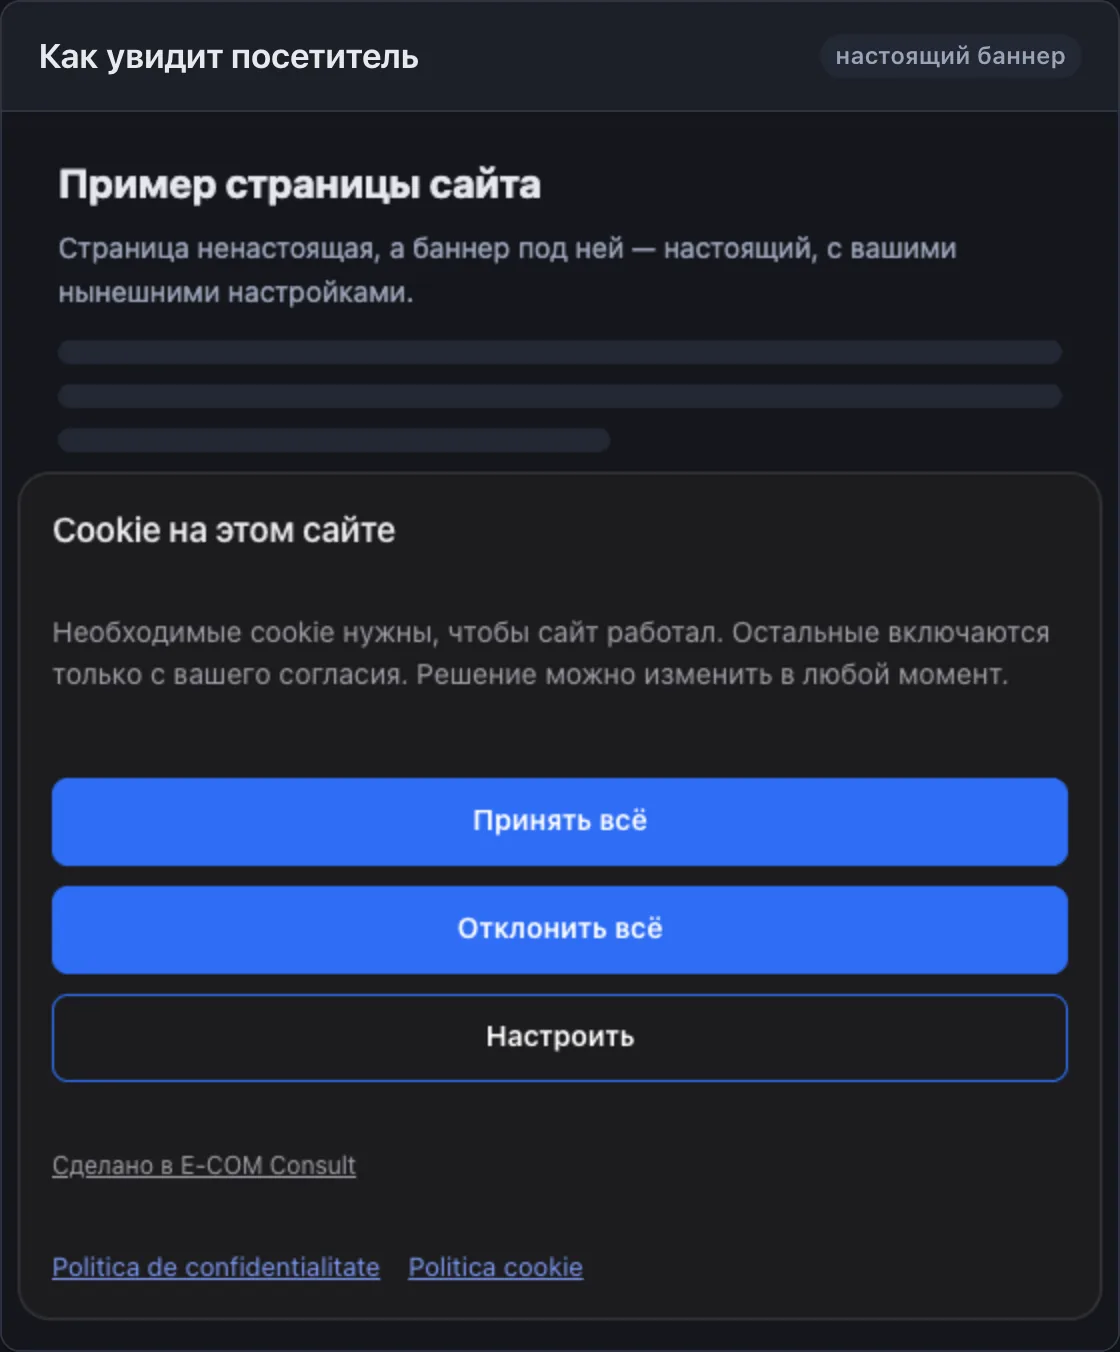 Как увидит посетитель
настоящий баннер
Пример страницы сайта
Страница ненастоящая, а баннер под ней — настоящий, с вашими
нынешними настройками.
Cookie на этом сайте
Необходимые cookie нужны, чтобы сайт работал. Остальные включаются
только с вашего согласия. Решение можно изменить в любой момент.
Принять всё
Отклонить всё
Настроить
Сделано в E-COM Consult
Politica de confidentialitate Politica cookie